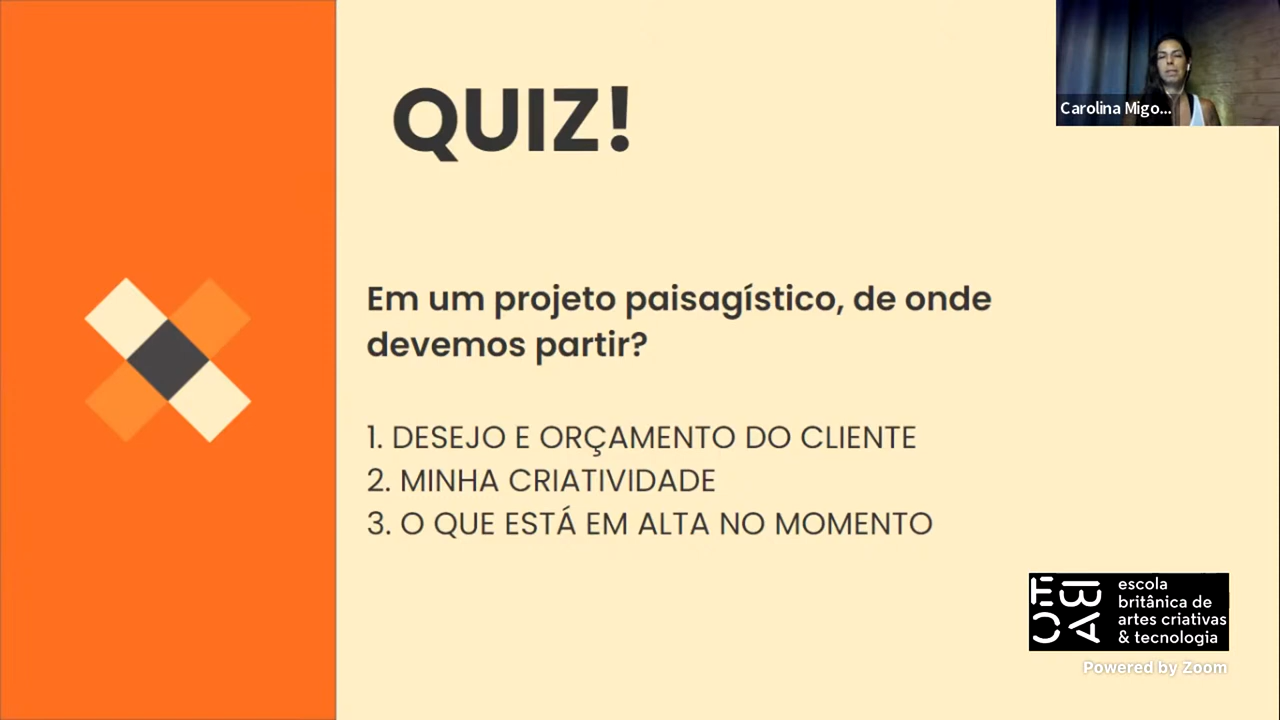 QUIZ!
Carolina Migo...
Em um projeto paisagístico, de onde
devemos partir?
1. DESEJO E ORÇAMENTO DO CLIENTE
2. MINHA CRIATIVIDADE
3. O QUE ESTÁ EM ALTA NO MOMENTO
EBAC
escola
britânica de
artes criativas
& tecnologia
Powered by Zoom